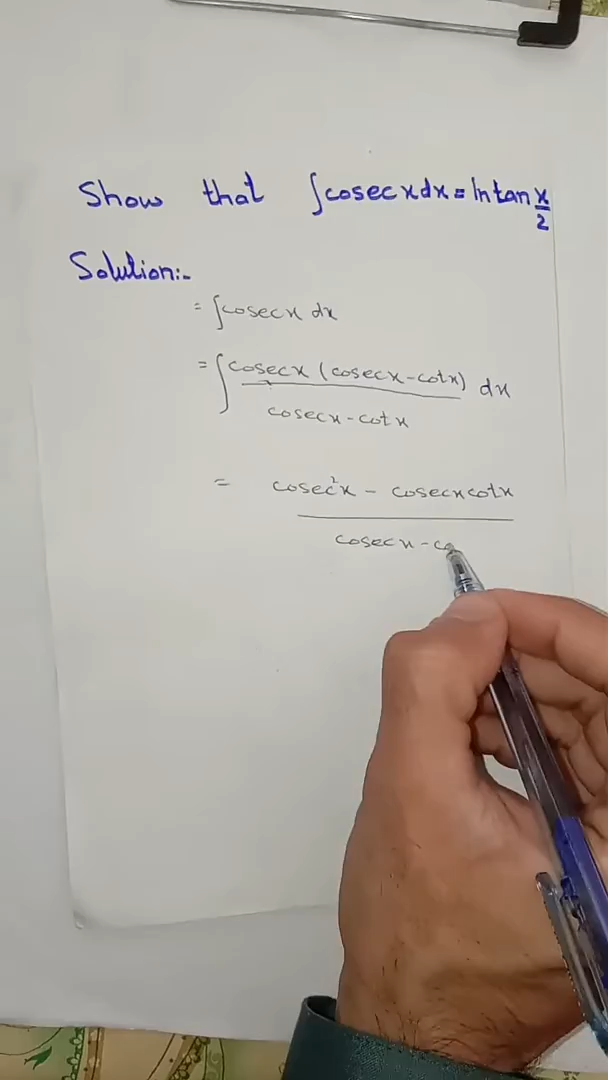 Show that ∫cosec x dx = ln tan x/2
Solution:-
= ∫cosec x dx
= ∫ cosec x (cosec x - cot x) dx
cosec x - cot x
= cosec²x - cosec x cot x
cosec x - co